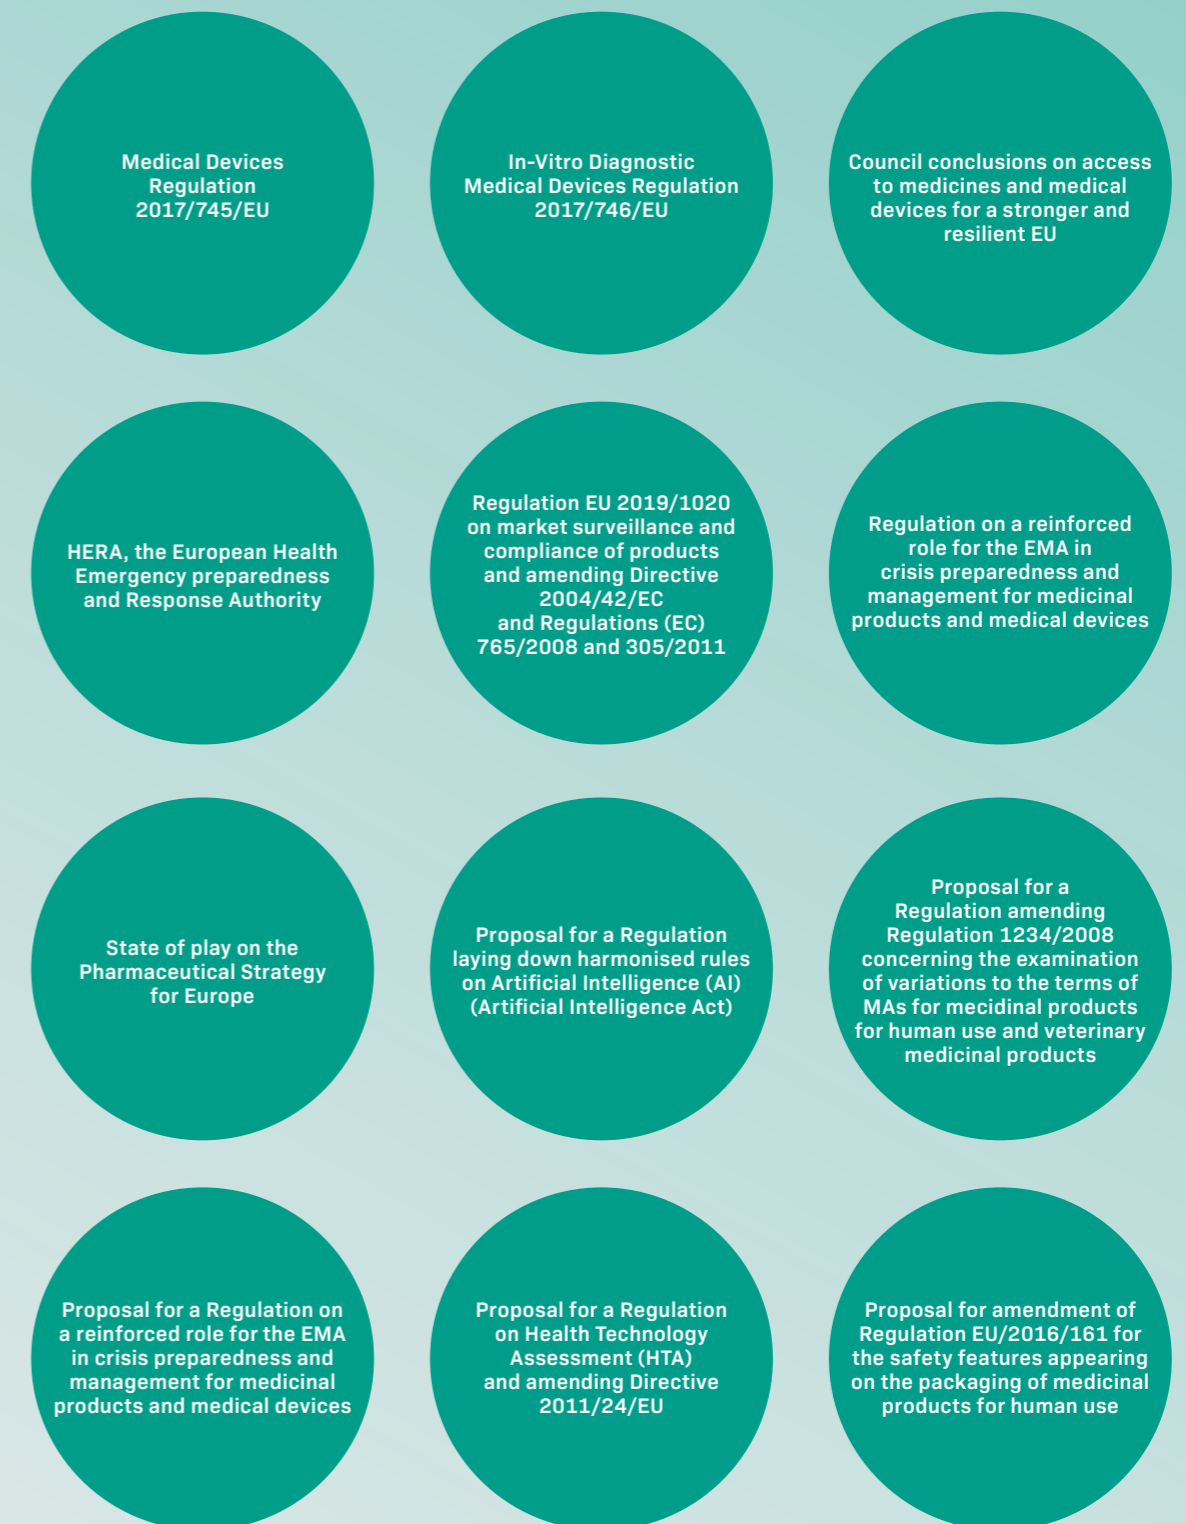 Medical Devices
Regulation
2017/745/EU
In-Vitro Diagnostic
Medical Devices Regulation
2017/746/EU
Council conclusions on access
to medicines and medical
devices for a stronger and
resilient EU
HERA, the European Health
Emergency preparedness
and Response Authority
Regulation EU 2019/1020
on market surveillance and
compliance of products
and amending Directive
2004/42/EC
and Regulations (EC)
765/2008 and 305/2011
Regulation on a reinforced
role for the EMA in
crisis preparedness and
management for medicinal
products and medical devices
State of play on the
Pharmaceutical Strategy
for Europe
Proposal for a Regulation
laying down harmonised rules
on Artificial Intelligence (AI)
(Artificial Intelligence Act)
Proposal for a
Regulation amending
Regulation 1234/2008
concerning the examination
of variations to the terms of
MAs for mecidinal products
for human use and veterinary
medicinal products
Proposal for a Regulation on
a reinforced role for the EMA
in crisis preparedness and
management for medicinal
products and medical devices
Proposal for a Regulation
on Health Technology
Assessment (HTA)
and amending Directive
2011/24/EU
Proposal for amendment of
Regulation EU/2016/161 for
the safety features appearing
on the packaging of medicinal
products for human use